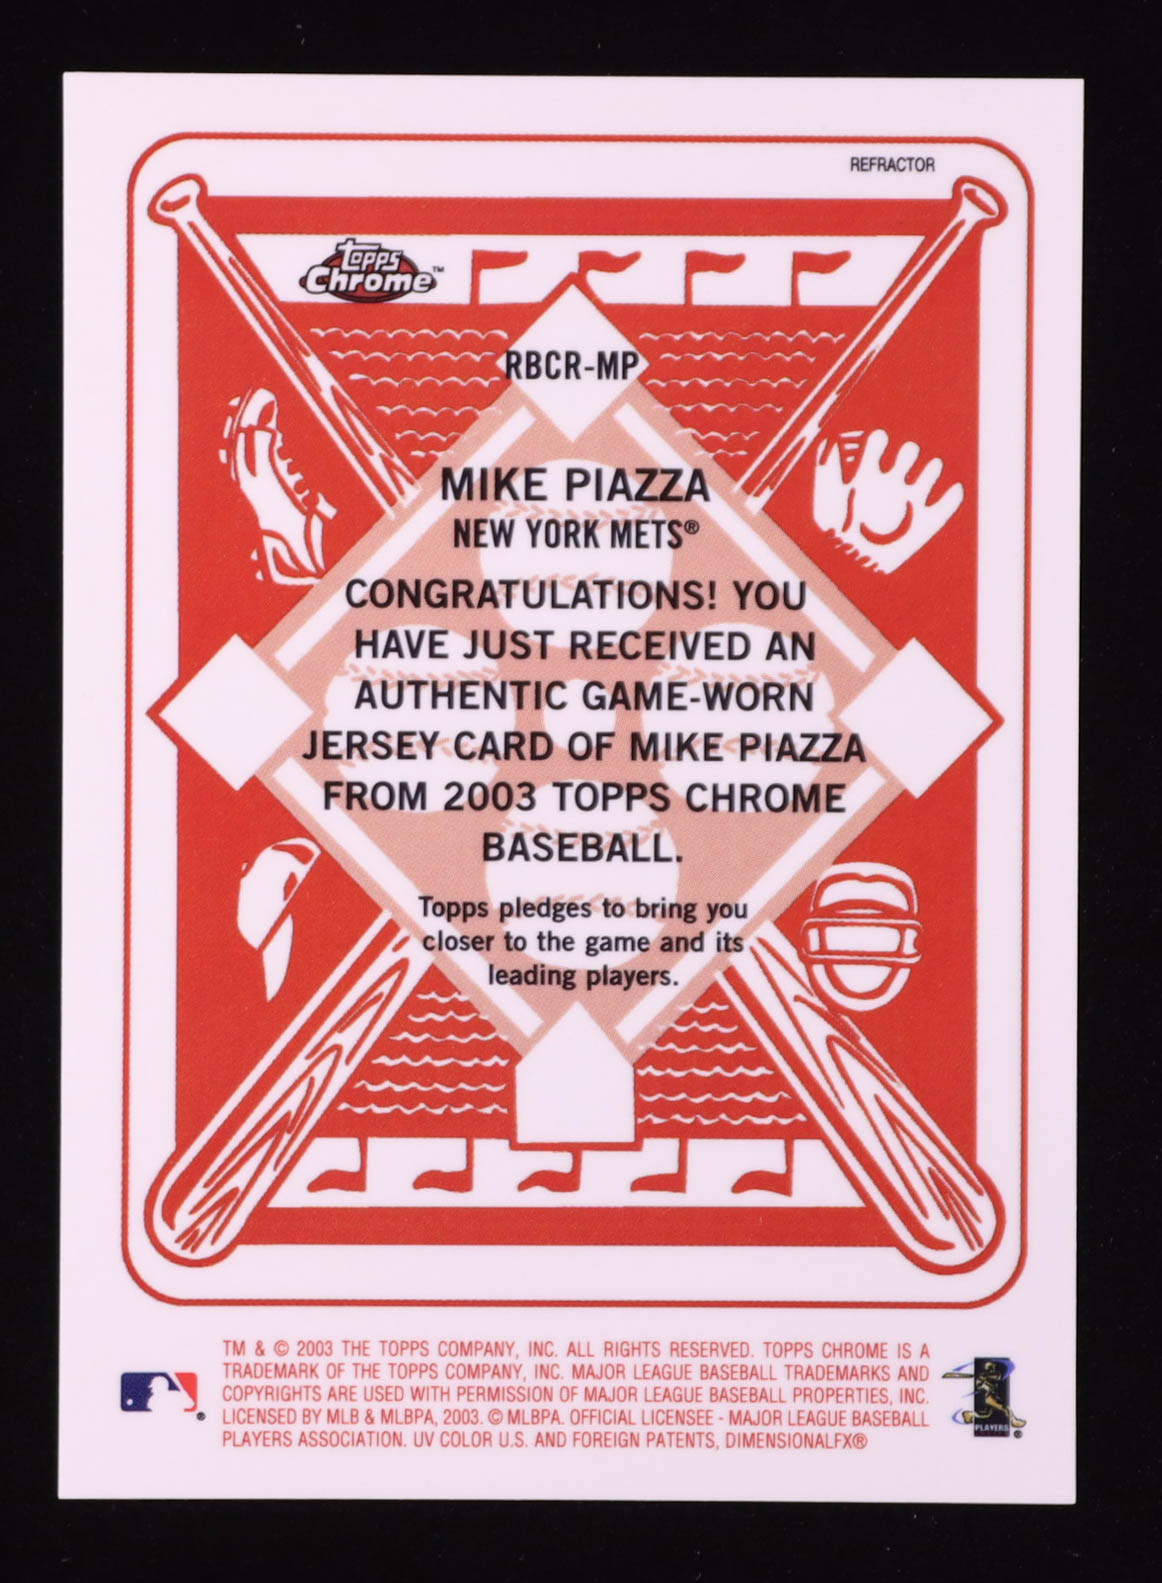 REFRACTOR
topps
Chrome™
RBCR-MP
MIKE PIAZZA
NEW YORK METS®
CONGRATULATIONS! YOU
HAVE JUST RECEIVED AN
AUTHENTIC GAME-WORN
JERSEY CARD OF MIKE PIAZZA
FROM 2003 TOPPS CHROME
BASEBALL.
Topps pledges to bring you
closer to the game and its
leading players.
TM & © 2003 THE TOPPS COMPANY, INC. ALL RIGHTS RESERVED. TOPPS CHROME IS A
TRADEMARK OF THE TOPPS COMPANY, INC. MAJOR LEAGUE BASEBALL TRADEMARKS AND
COPYRIGHTS ARE USED WITH PERMISSION OF MAJOR LEAGUE BASEBALL PROPERTIES, INC.
LICENSED BY MLB & MLBPA, 2003. © MLBPA. OFFICIAL LICENSEE - MAJOR LEAGUE BASEBALL
PLAYERS ASSOCIATION. UV COLOR U.S. AND FOREIGN PATENTS, DIMENSIONALFX®
PLAYERS